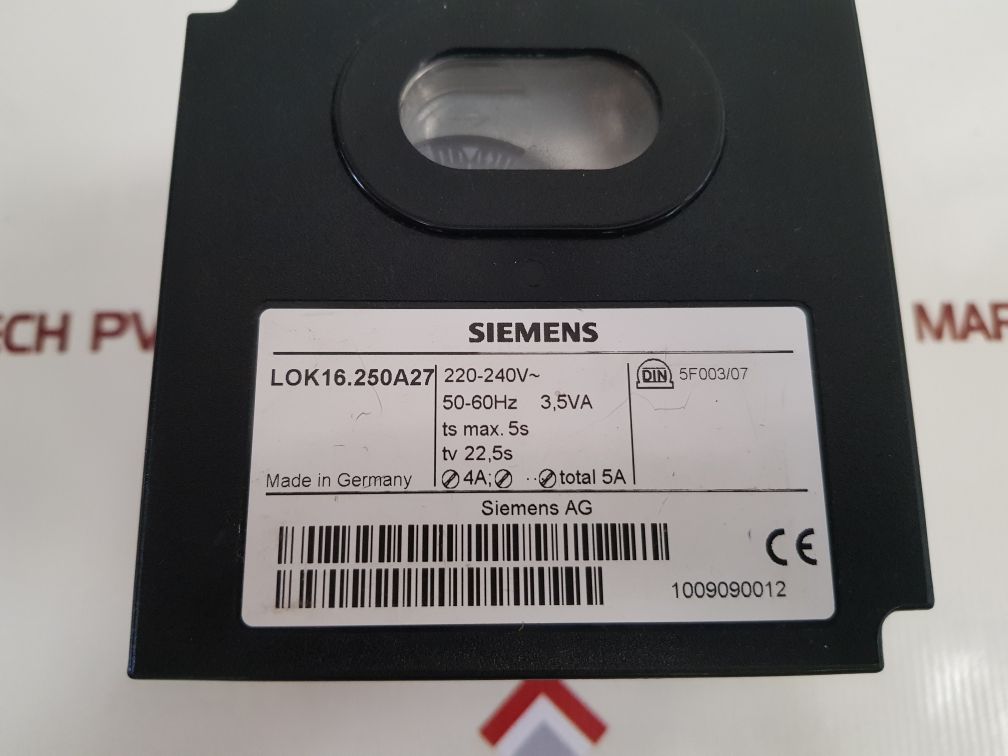 ECH PV
MAR
SIEMENS
LOK16.250A27
220-240V~
50-60Hz 3,5VA
ts max. 5s
tv 22,5s
4A; ·· total 5A
DIN 5F003/07
Made in Germany
Siemens AG
CE
1009090012